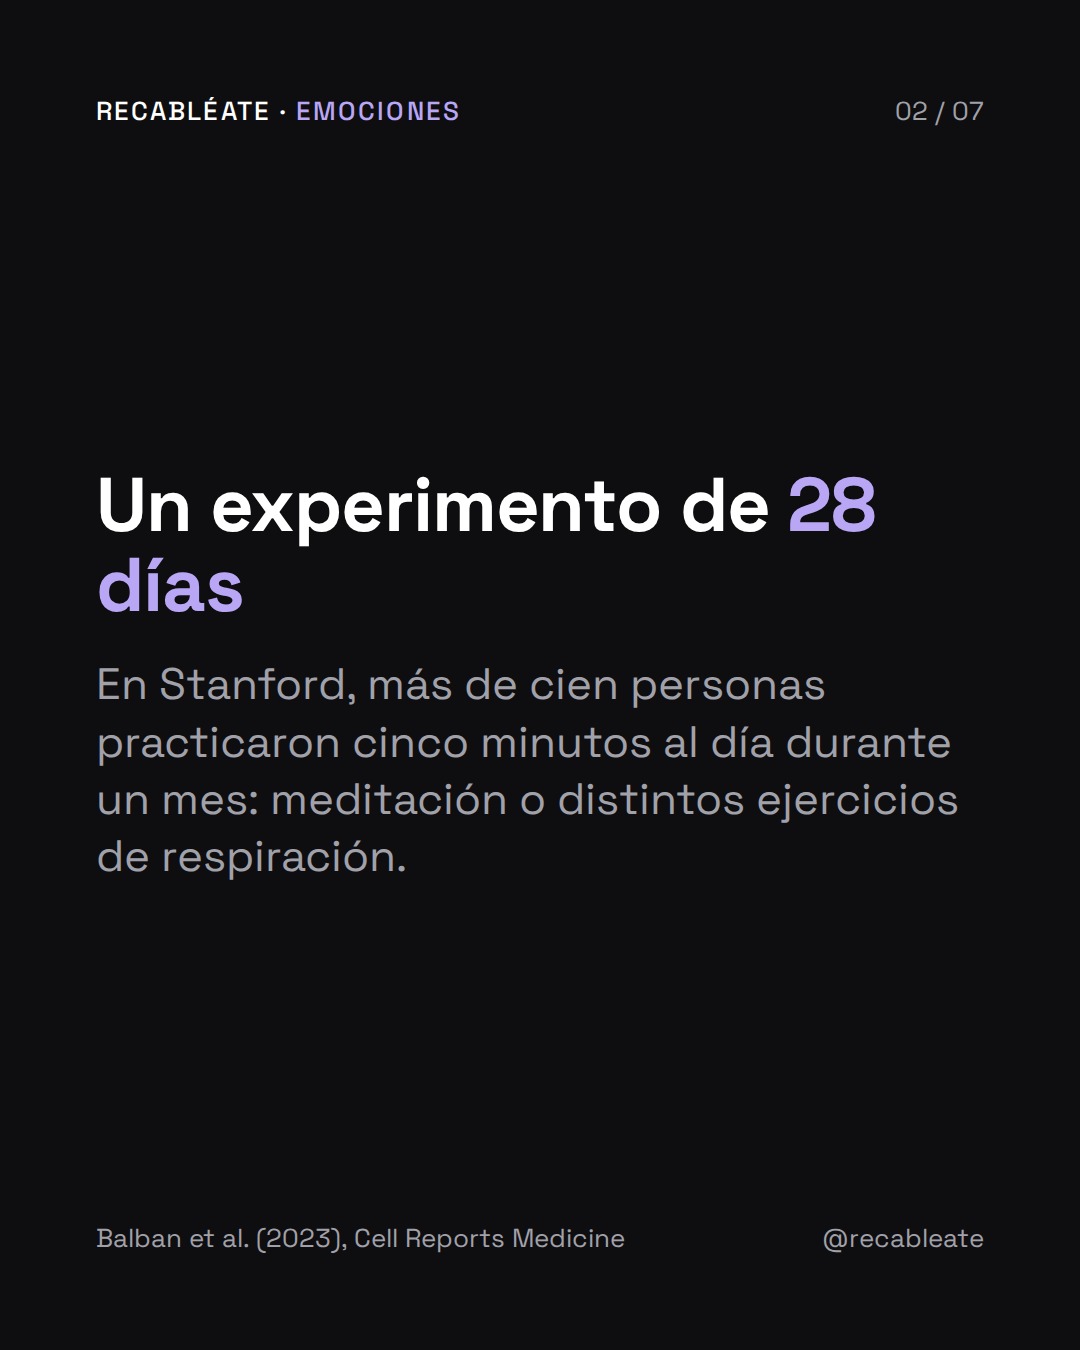 RECABLÉATE · EMOCIONES
02 / 07
Un experimento de 28
días
En Stanford, más de cien personas
practicaron cinco minutos al día durante
un mes: meditación o distintos ejercicios
de respiración.
Balban et al. (2023), Cell Reports Medicine
@recableate